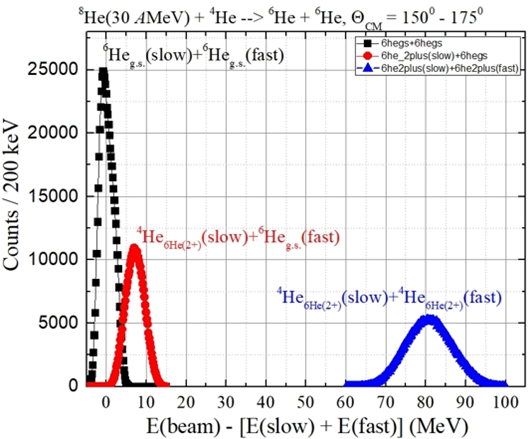 ⁸He(30 AMeV) + ⁴He --> ⁶He + ⁶He, Θ_CM = 150⁰ - 175⁰
⁶He_g.s.(slow)+⁶He_g.s.(fast)
6hegs+6hegs
6he_2plus(slow)+6hegs
6he2plus(slow)+6he2plus(fast)
25000
20000
15000
10000
5000
0
Counts / 200 keV
⁴He_6He(2+)(slow)+⁶He_g.s.(fast)
⁴He_6He(2+)(slow)+⁴He_6He(2+)(fast)
0 10 20 30 40 50 60 70 80 90 100
E(beam) - [E(slow) + E(fast)] (MeV)